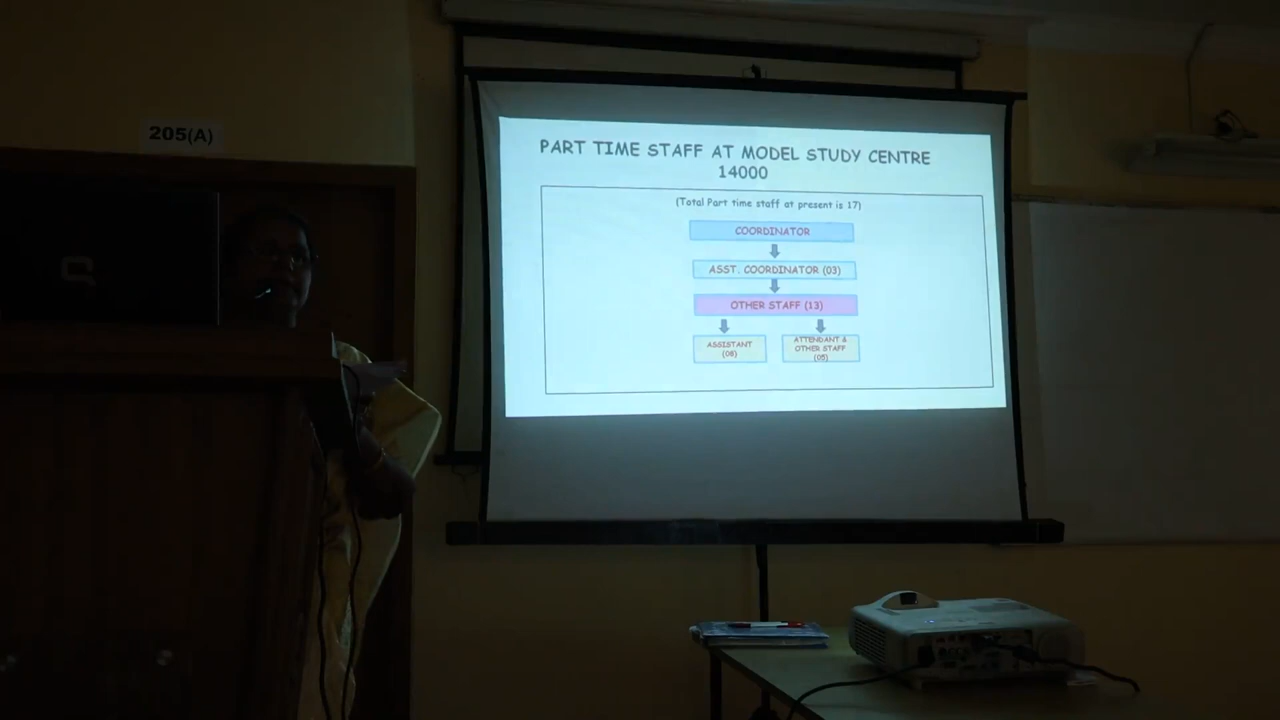 205(A)
PART TIME STAFF AT MODEL STUDY CENTRE
14000
(Total Part time staff at present is 17)
COORDINATOR
ASST. COORDINATOR (03)
OTHER STAFF (13)
ASSISTANT
(08)
ATTENDANT &
OTHER STAFF
(05)